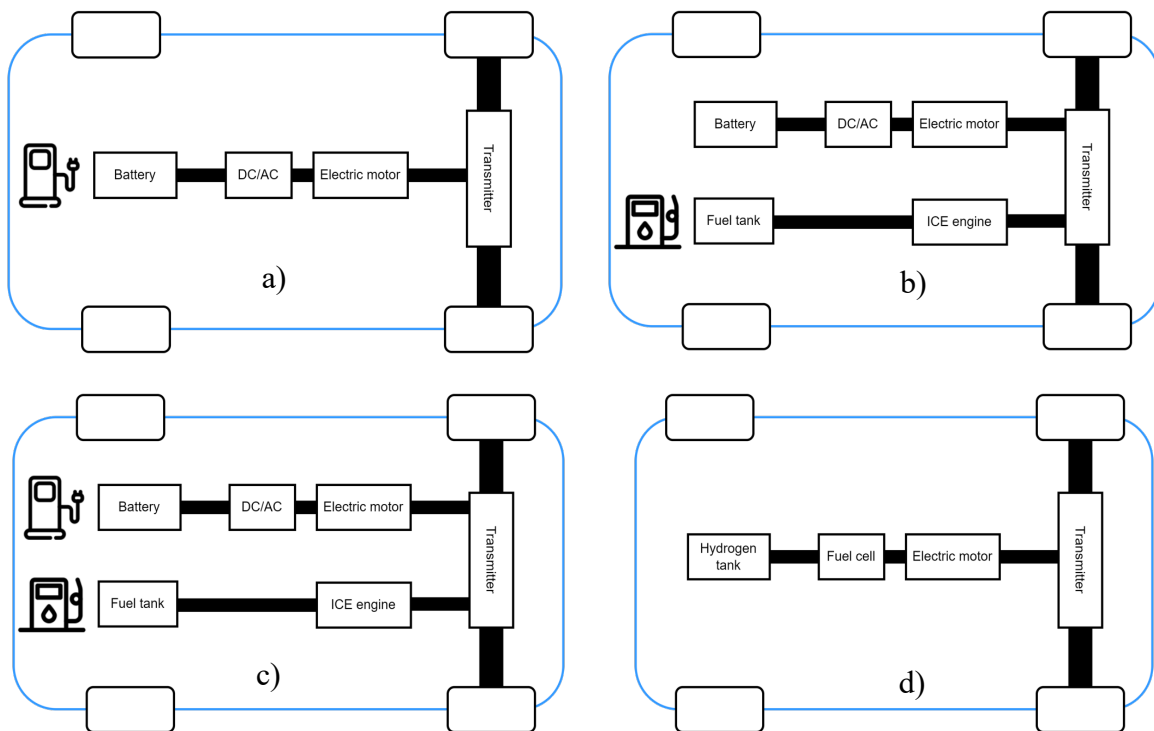 Battery
DC/AC
Electric motor
Transmitter
a)
Battery
DC/AC
Electric motor
Fuel tank
ICE engine
Transmitter
b)
Battery
DC/AC
Electric motor
Fuel tank
ICE engine
Transmitter
c)
Hydrogen
tank
Fuel cell
Electric motor
Transmitter
d)